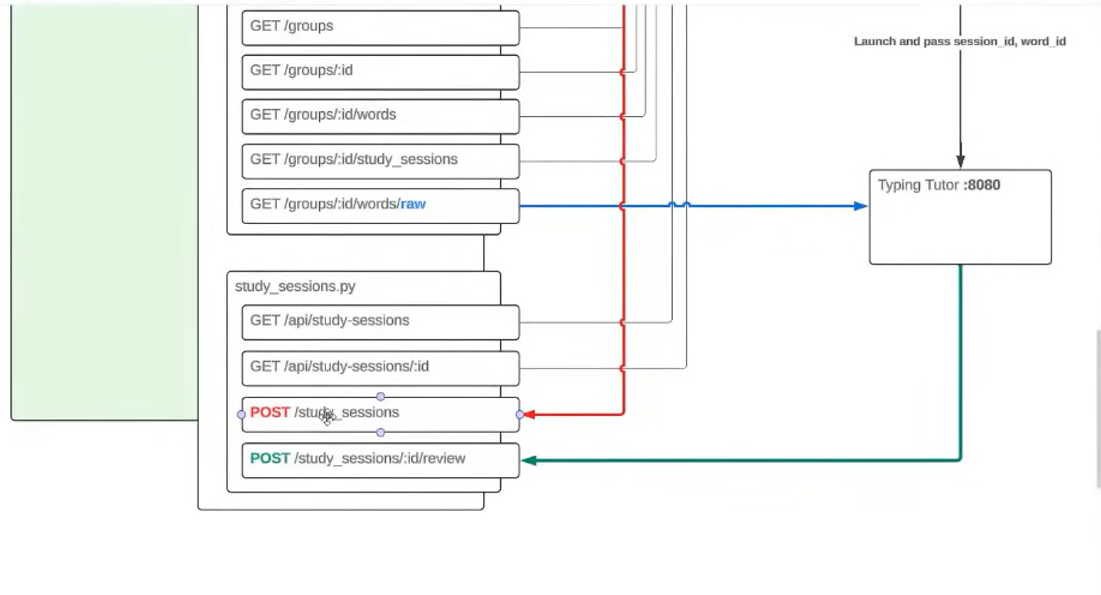 GET /groups
Launch and pass session_id, word_id
GET /groups/:id
GET /groups/:id/words
GET /groups/:id/study_sessions
Typing Tutor :8080
GET /groups/:id/words/raw
study_sessions.py
GET /api/study-sessions
GET /api/study-sessions/:id
POST /study_sessions
POST /study_sessions/:id/review